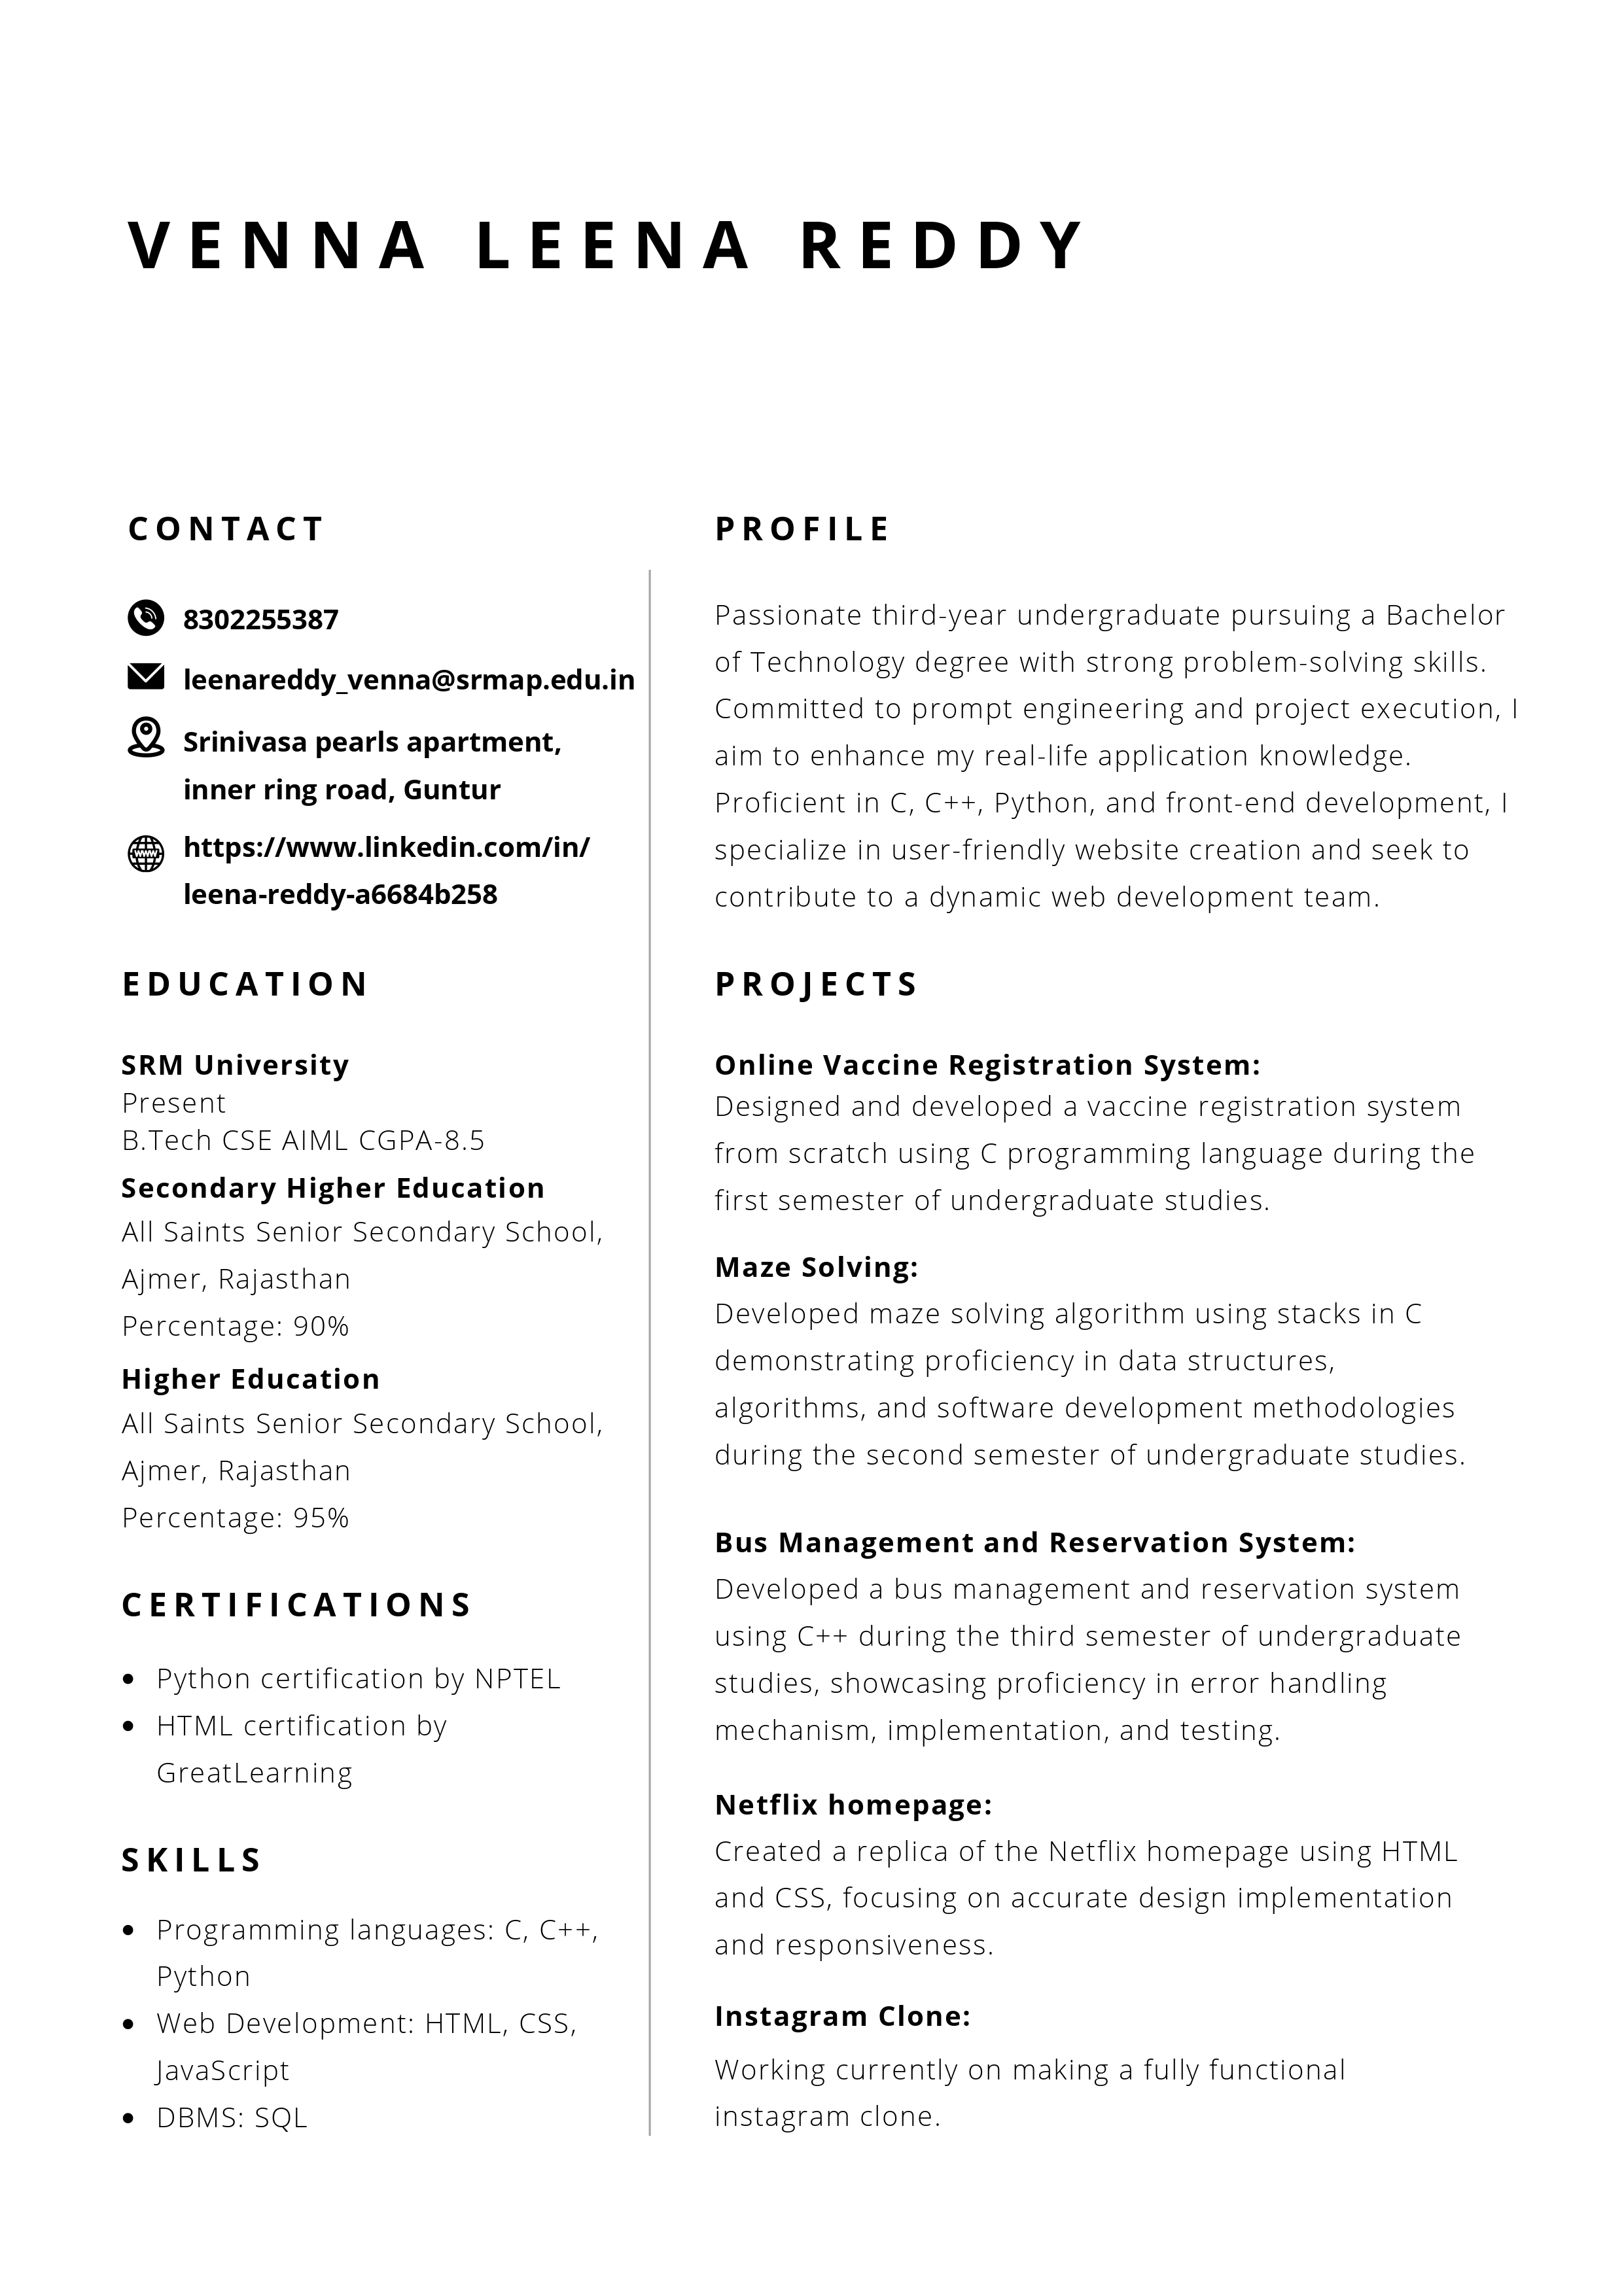 VENNA LEENA REDDY
CONTACT
8302255387
leenareddy_venna@srmap.edu.in
Srinivasa pearls apartment,
inner ring road, Guntur
www
https://www.linkedin.com/in/
leena-reddy-a6684b258
EDUCATION
SRM University
Present
B.Tech CSE AIML CGPA-8.5
Secondary Higher Education
All Saints Senior Secondary School,
Ajmer, Rajasthan
Percentage: 90%
Higher Education
All Saints Senior Secondary School,
Ajmer, Rajasthan
Percentage: 95%
CERTIFICATIONS
• Python certification by NPTEL
• HTML certification by
GreatLearning
SKILLS
• Programming languages: C, C++,
Python
• Web Development: HTML, CSS,
JavaScript
• DBMS: SQL
PROFILE
Passionate third-year undergraduate pursuing a Bachelor
of Technology degree with strong problem-solving skills.
Committed to prompt engineering and project execution, I
aim to enhance my real-life application knowledge.
Proficient in C, C++, Python, and front-end development, I
specialize in user-friendly website creation and seek to
contribute to a dynamic web development team.
PROJECTS
Online Vaccine Registration System:
Designed and developed a vaccine registration system
from scratch using C programming language during the
first semester of undergraduate studies.
Maze Solving:
Developed maze solving algorithm using stacks in C
demonstrating proficiency in data structures,
algorithms, and software development methodologies
during the second semester of undergraduate studies.
Bus Management and Reservation System:
Developed a bus management and reservation system
using C++ during the third semester of undergraduate
studies, showcasing proficiency in error handling
mechanism, implementation, and testing.
Netflix homepage:
Created a replica of the Netflix homepage using HTML
and CSS, focusing on accurate design implementation
and responsiveness.
Instagram Clone:
Working currently on making a fully functional
instagram clone.